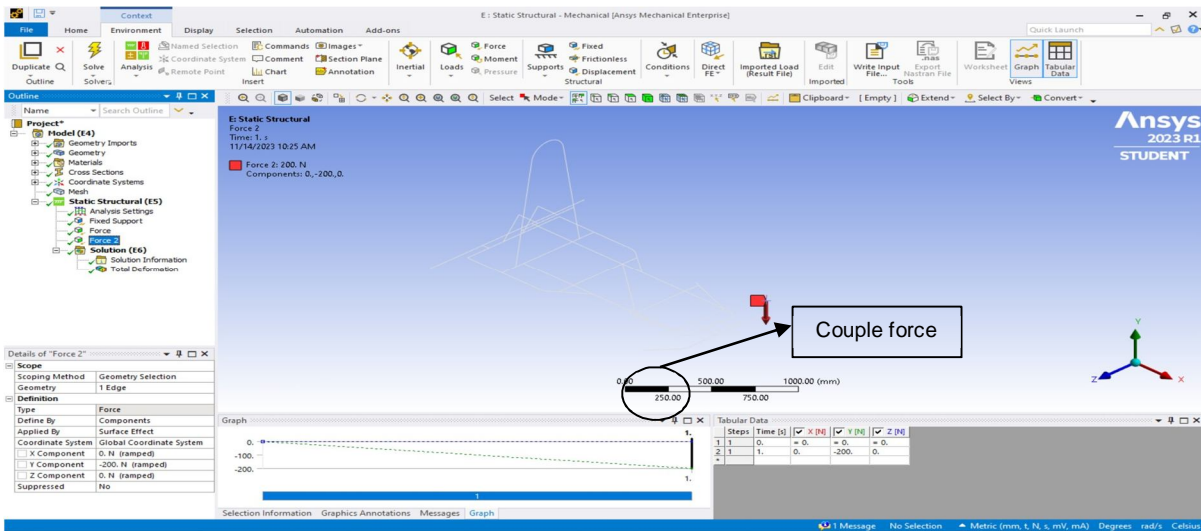 Context
E : Static Structural - Mechanical [Ansys Mechanical Enterprise]
File Home Environment Display Selection Automation Add-ons
Quick Launch
Duplicate Q
Outline
Solve
Solvers
Analysis
Named Selection
Coordinate System
Remote Point
Commands
Comment
Chart
Images
Section Plane
Annotation
Insert
Inertial
Loads
Force
Moment
Pressure
Supports
Fixed
Frictionless
Displacement
Structural
Conditions
Direct FE
Imported Load (Result File)
Edit
Imported
Write Input File...
Export Nastran File
.nas
Tools
Worksheet
Graph
Tabular Data
Views
Outline
Name
Search Outline
Select Mode
Clipboard [ Empty ] Extend Select By Convert
Project*
Model (E4)
Geometry Imports
Geometry
Materials
Cross Sections
Coordinate Systems
Mesh
Static Structural (E5)
Analysis Settings
Fixed Support
Force
Force 2
Solution (E6)
Solution Information
Total Deformation
E: Static Structural
Force 2
Time: 1. s
11/14/2023 10:25 AM
Force 2: 200. N
Components: 0.,-200.,0.
Ansys
2023 R1
STUDENT
Couple force
0.00 500.00 1000.00 (mm)
250.00 750.00
Y
Z X
Details of "Force 2"
Scope
Scoping Method Geometry Selection
Geometry 1 Edge
Definition
Type Force
Define By Components
Applied By Surface Effect
Coordinate System Global Coordinate System
X Component 0. N (ramped)
Y Component -200. N (ramped)
Z Component 0. N (ramped)
Suppressed No
Graph
1.
0.
-100.
-200.
1.
1
Selection Information Graphics Annotations Messages Graph
Tabular Data
Steps Time [s] X [N] Y [N] Z [N]
1 1 0. = 0. = 0. = 0.
2 1 1. 0. -200. 0.
*
1 Message No Selection Metric (mm, t, N, s, mV, mA) Degrees rad/s Celsius